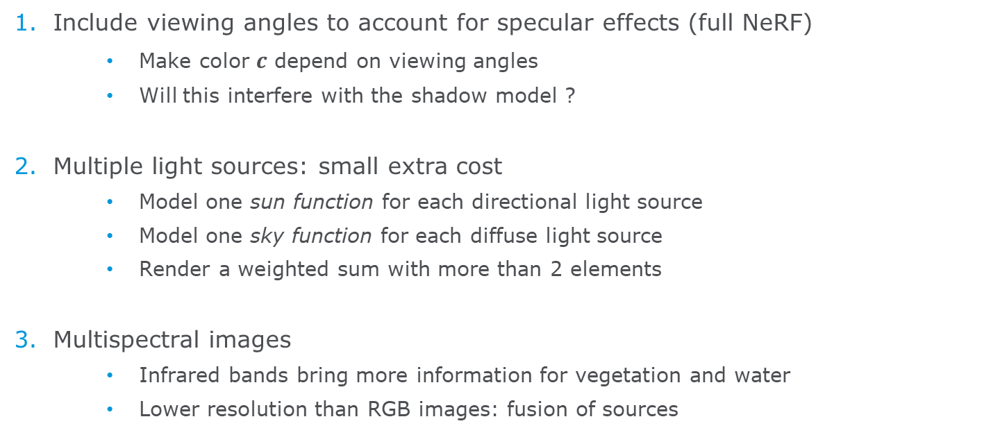 1. Include viewing angles to account for specular effects (full NeRF)
• Make color c depend on viewing angles
• Will this interfere with the shadow model ?
2. Multiple light sources: small extra cost
• Model one sun function for each directional light source
• Model one sky function for each diffuse light source
• Render a weighted sum with more than 2 elements
3. Multispectral images
• Infrared bands bring more information for vegetation and water
• Lower resolution than RGB images: fusion of sources